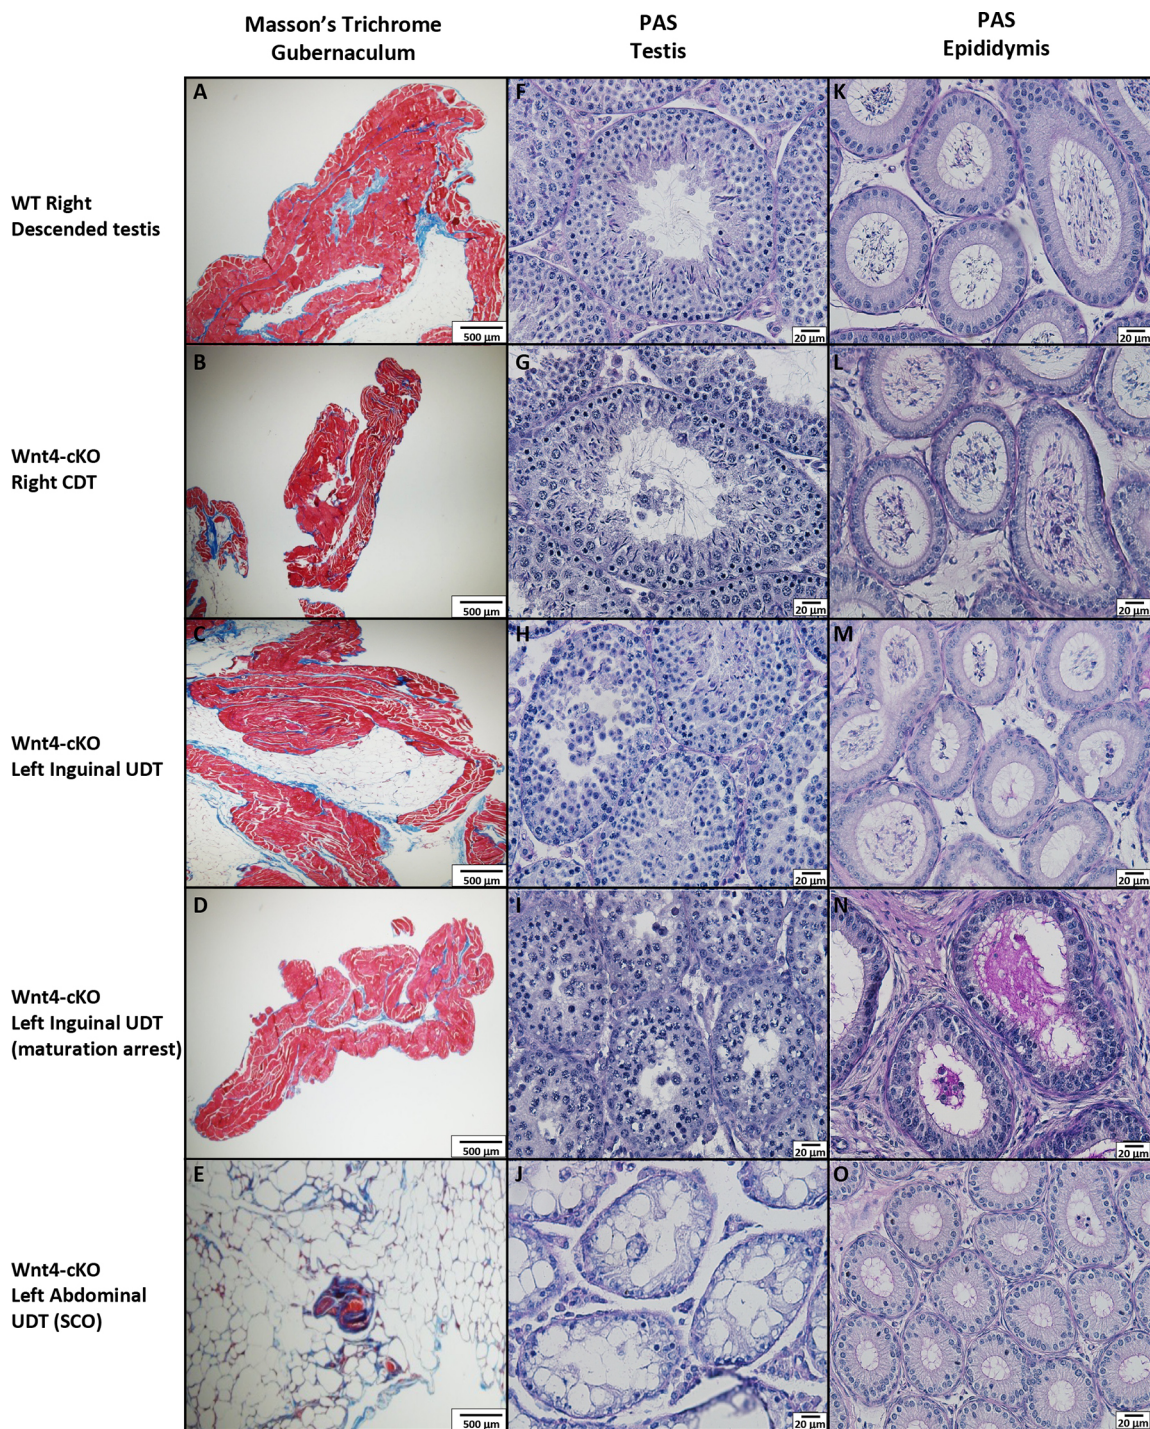 Masson's Trichrome
Gubernaculum
PAS
Testis
PAS
Epididymis
WT Right
Descended testis
A
500 µm
F
20 µm
K
20 µm
Wnt4-cKO
Right CDT
B
500 µm
G
20 µm
L
20 µm
Wnt4-cKO
Left Inguinal UDT
C
500 µm
H
20 µm
M
20 µm
Wnt4-cKO
Left Inguinal UDT
(maturation arrest)
D
500 µm
I
20 µm
N
20 µm
Wnt4-cKO
Left Abdominal
UDT (SCO)
E
500 µm
J
20 µm
O
20 µm